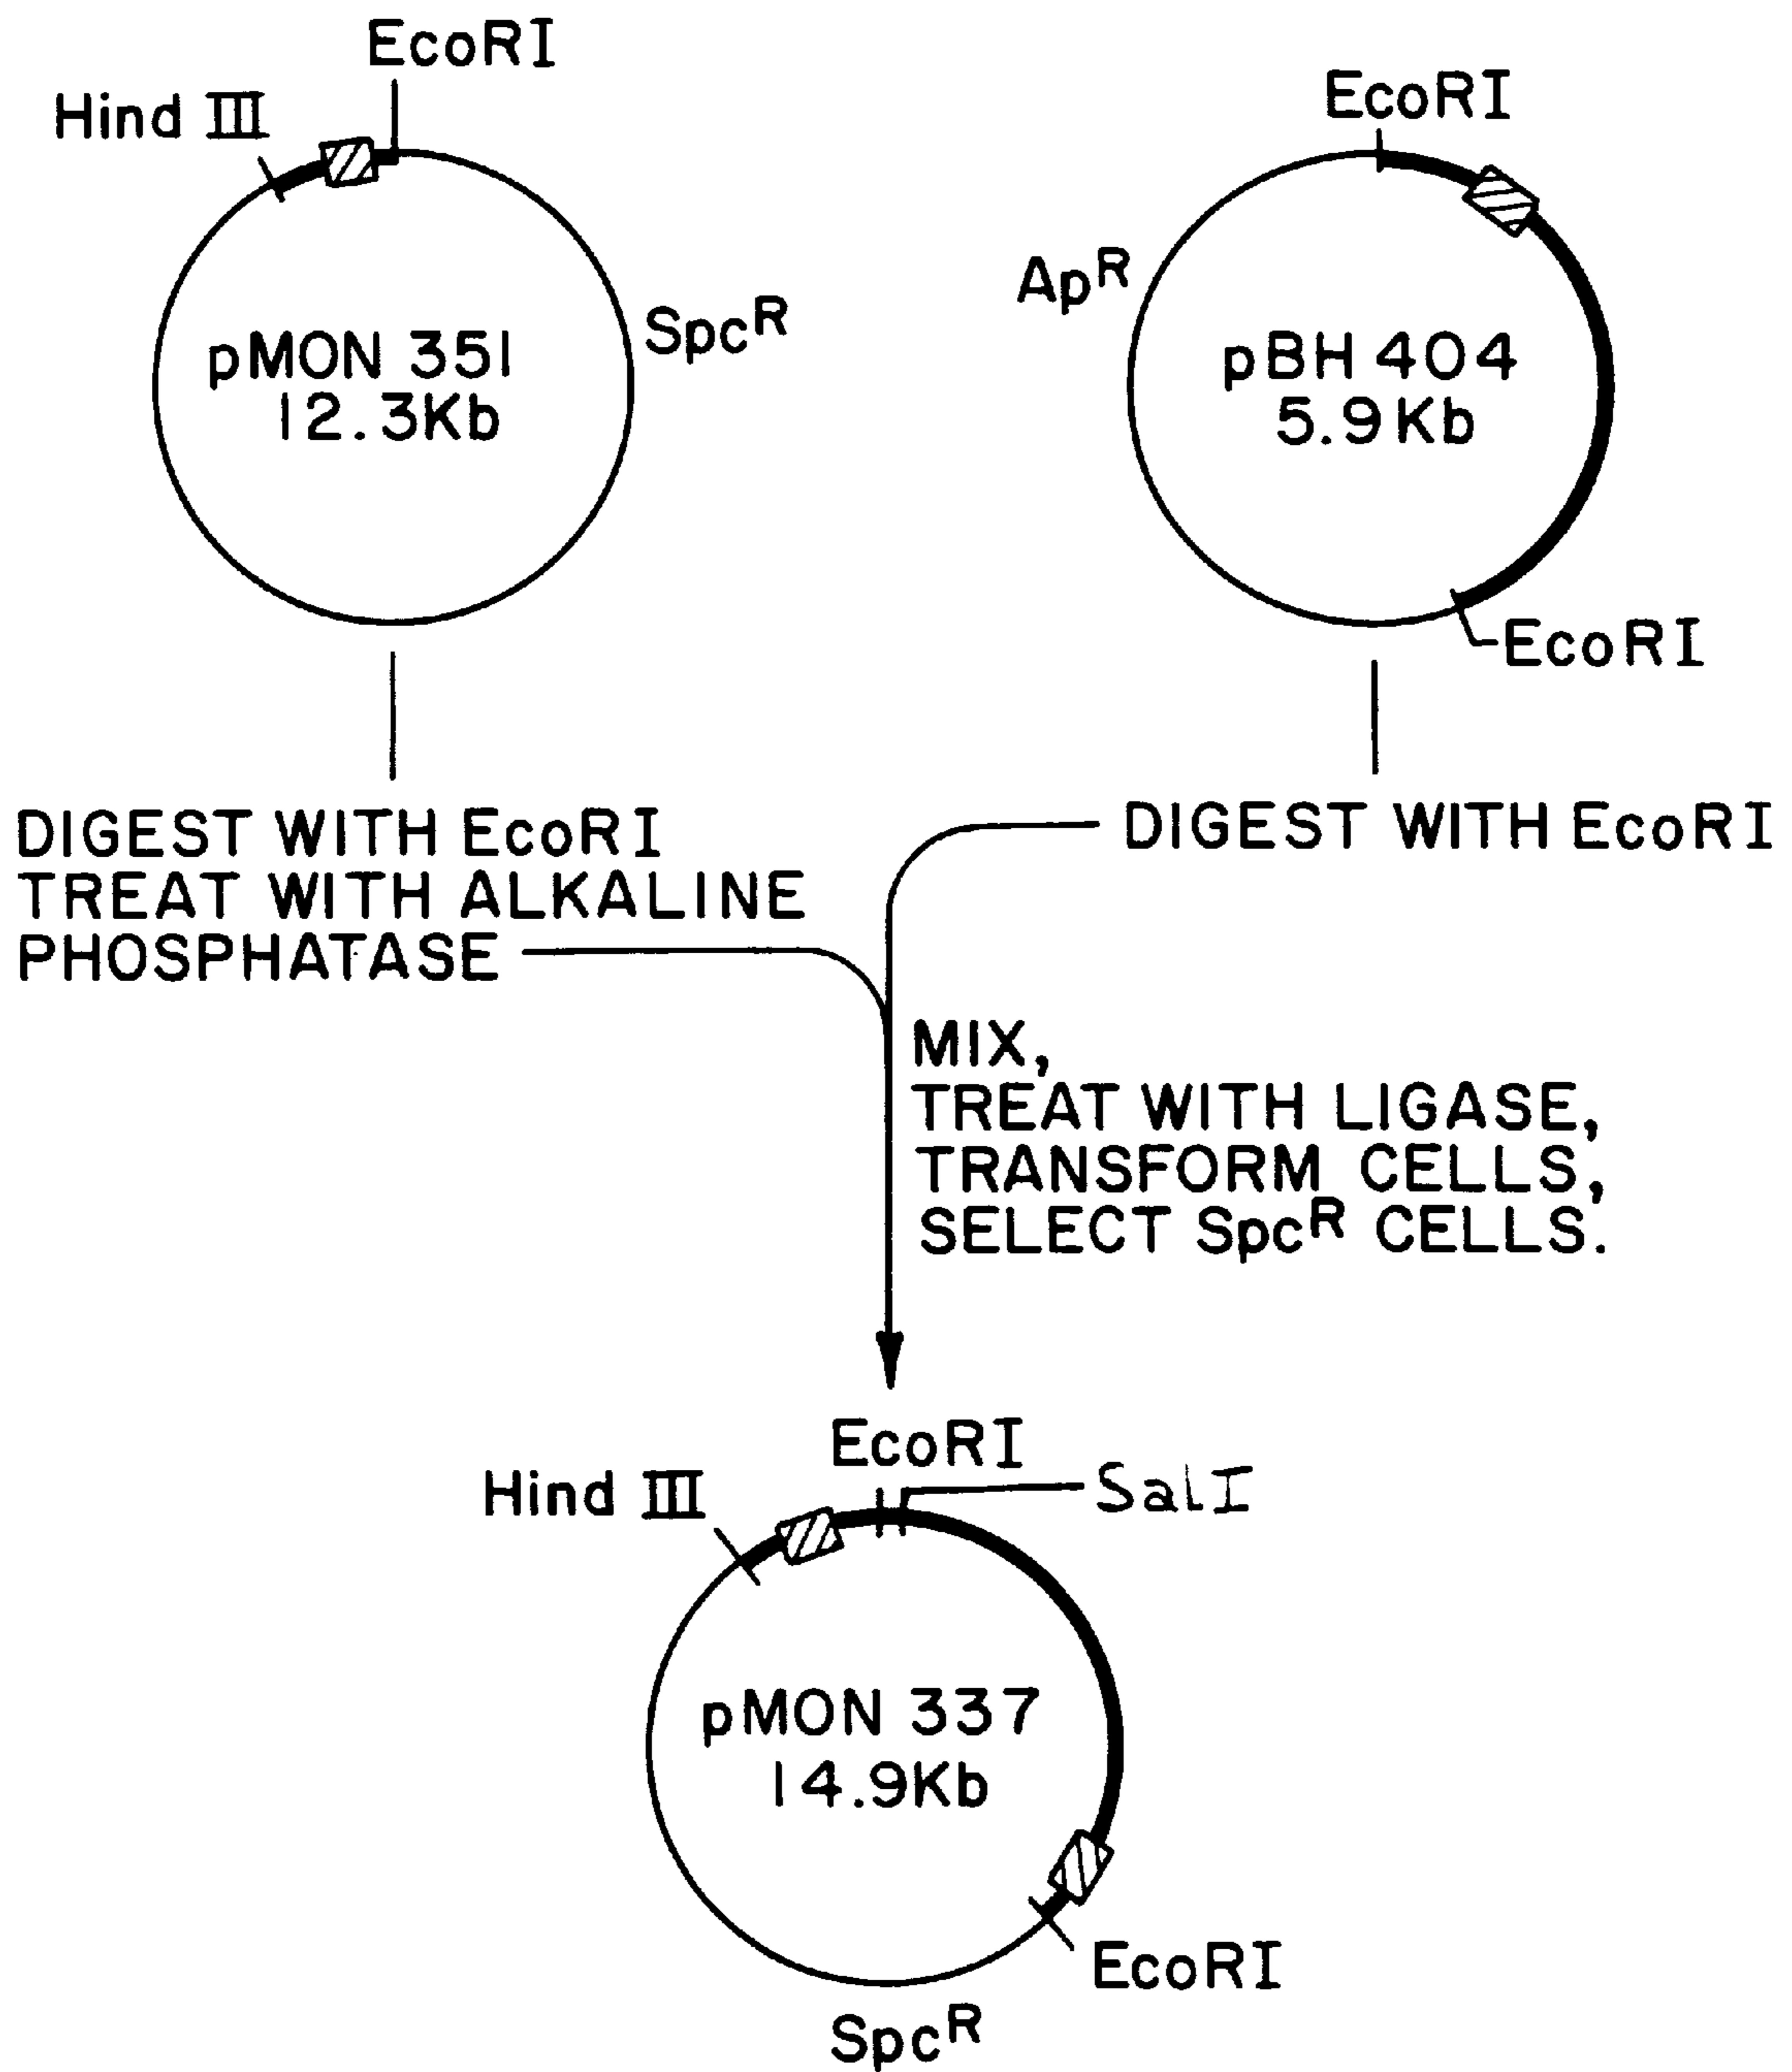 EcoRI
Hind III
SpcR
pMON 351
12.3Kb
EcoRI
ApR
pBH 404
5.9Kb
EcoRI
DIGEST WITH EcoRI
TREAT WITH ALKALINE
PHOSPHATASE
DIGEST WITH EcoRI
MIX,
TREAT WITH LIGASE,
TRANSFORM CELLS,
SELECT SpcR CELLS.
EcoRI
Hind III
SalI
pMON 337
14.9Kb
EcoRI
SpcR